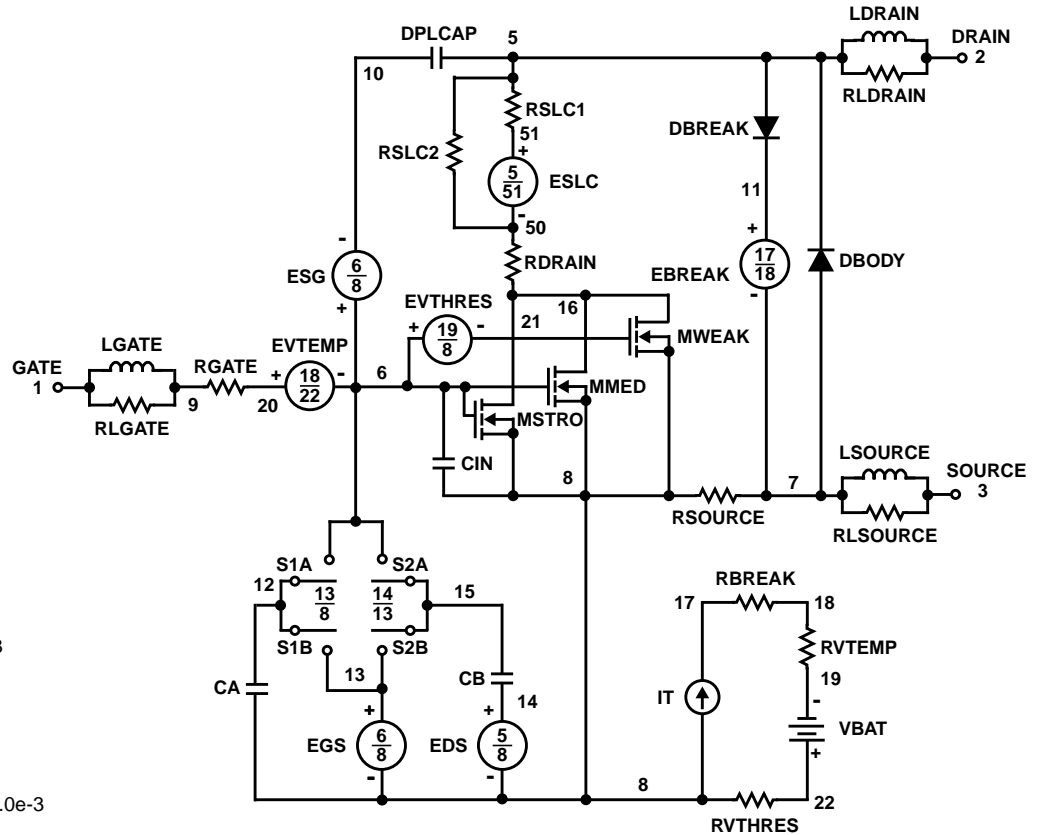 LDRAIN
DPLCAP 5 DRAIN
2
10
RLDRAIN
RSLC1
DBREAK
51
RSLC2
+
5
51
ESLC
11
-
50
-
+
RDRAIN
17
18
DBODY
6
8
ESG
EBREAK
EVTHRES
+
16
-
+
19
8
-
21
MWEAK
LGATE
EVTEMP
GATE
1
RGATE
+
18
22
-
6
MMED
9
20
MSTRO
RLGATE
LSOURCE
CIN
8
7
SOURCE
3
RSOURCE
RLSOURCE
S1A
S2A
12
13
8
14
13
15
RBREAK
17
18
S1B
S2B
RVTEMP
13
CA
CB
19
IT
14
-
+
+
VBAT
EGS
6
8
EDS
5
8
+
-
-
8
22
RVTHRES
.0e-3